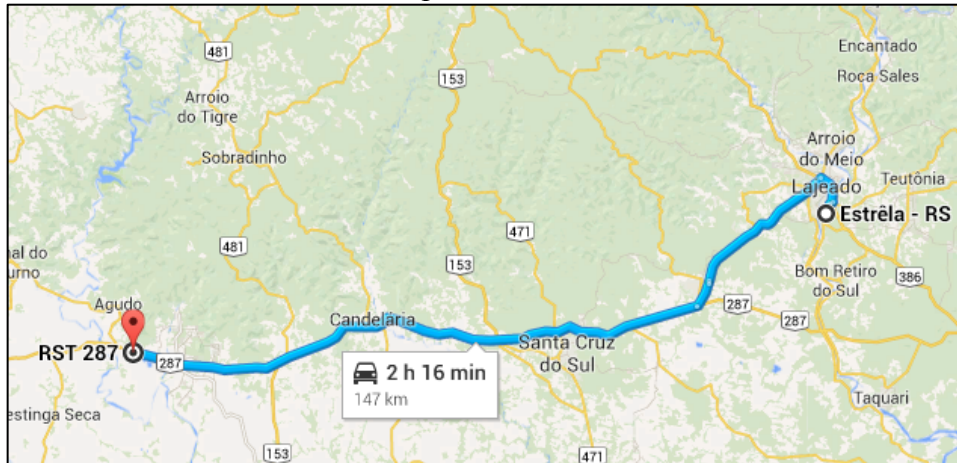 481
153
Encantado
Roca Sales
Arroio
do Tigre
Sobradinho
Arroio
do Meio
Lajeado
Teutônia
Estrêla - RS
471
481
153
nal do
urno
Bom Retiro
do Sul
386
Agudo
287
287
Candelária
RST 287
287
Santa Cruz
do Sul
2 h 16 min
147 km
Taquari
estinga Seca
153
471